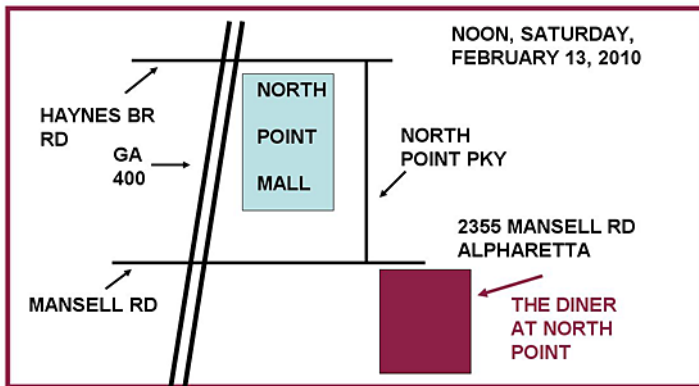 NOON, SATURDAY,
FEBRUARY 13, 2010
HAYNES BR
RD
GA
400
NORTH
POINT
MALL
NORTH
POINT PKY
2355 MANSELL RD
ALPHARETTA
MANSELL RD
THE DINER
AT NORTH
POINT